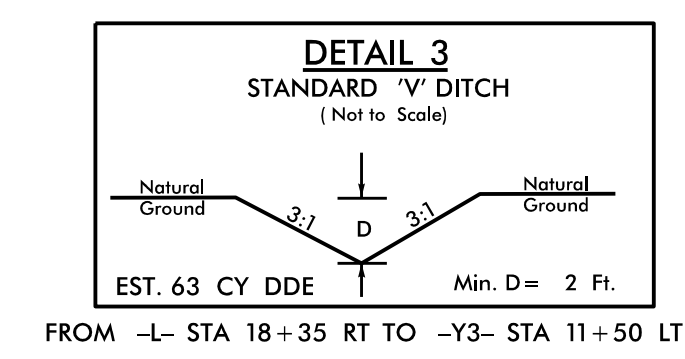 DETAIL 3
STANDARD 'V' DITCH
( Not to Scale)
Natural
Ground
3:1
D
3:1
Natural
Ground
EST. 63 CY DDE
Min. D= 2 Ft.
FROM -L- STA 18+35 RT TO -Y3- STA 11+50 LT